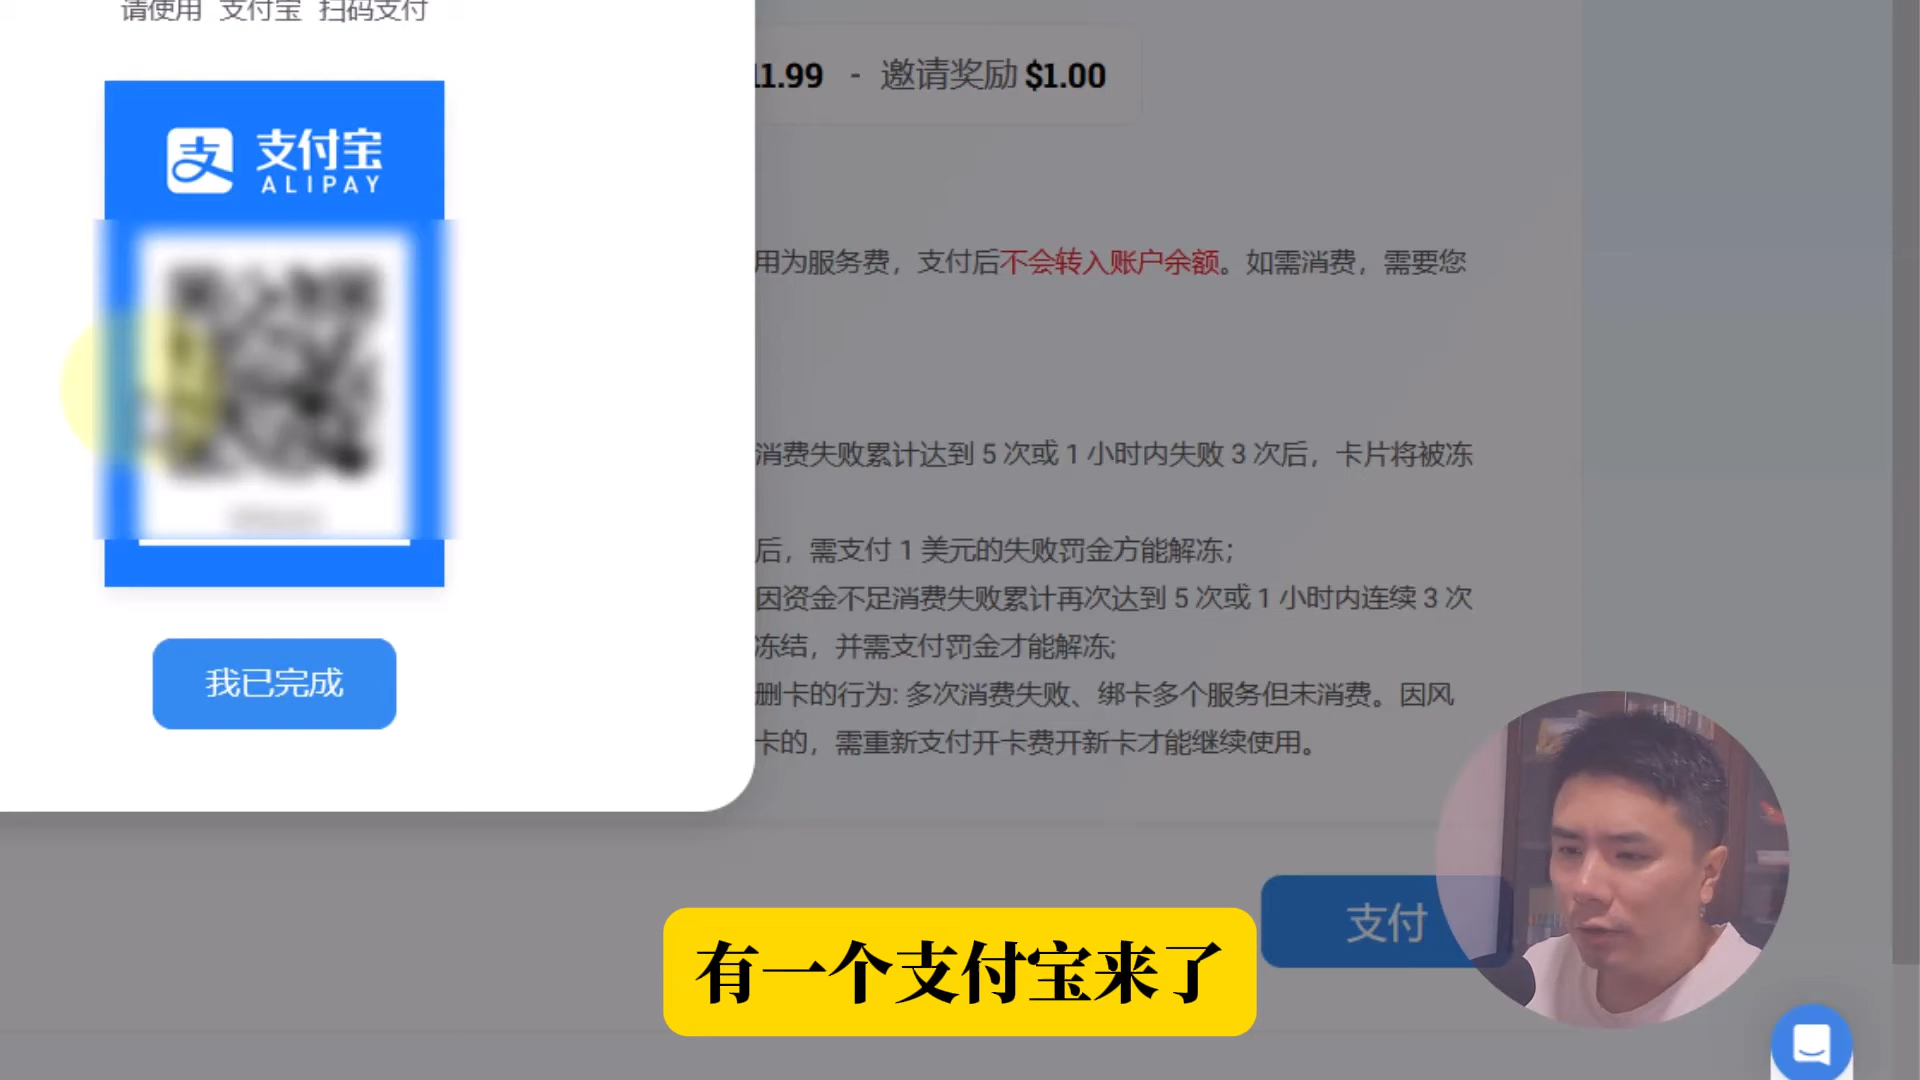 请使用 支付宝 扫码支付
支付宝
ALIPAY
我已完成
11.99 - 邀请奖励 $1.00
用为服务费，支付后不会转入账户余额。如需消费，需要您
消费失败累计达到 5 次或 1 小时内失败 3 次后，卡片将被冻
后，需支付 1 美元的失败罚金方能解冻；
因资金不足消费失败累计再次达到 5 次或 1 小时内连续 3 次
冻结，并需支付罚金才能解冻；
删卡的行为: 多次消费失败、绑卡多个服务但未消费。因风
卡的，需重新支付开卡费开新卡才能继续使用。
支付
有一个支付宝来了